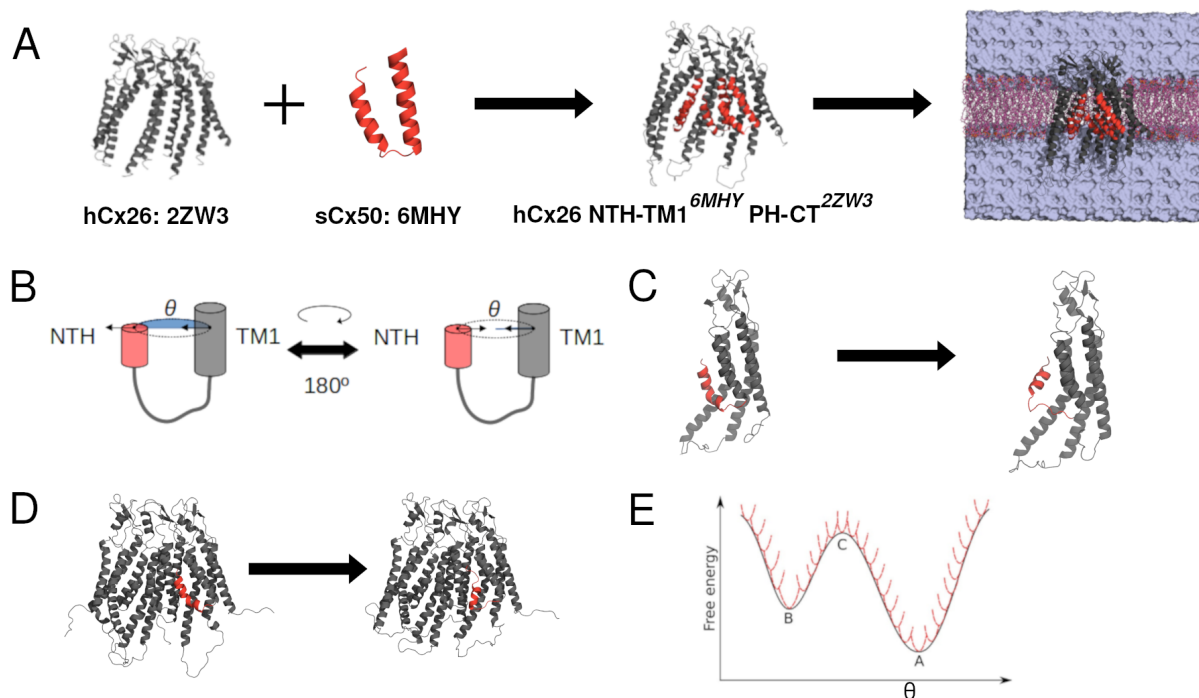 A
+
hCx26: 2ZW3
sCx50: 6MHY
hCx26 NTH-TM1^6MHY PH-CT^2ZW3
B
θ
NTH
TM1
180º
θ
NTH
TM1
C
D
E
Free energy
C
B
A
θ